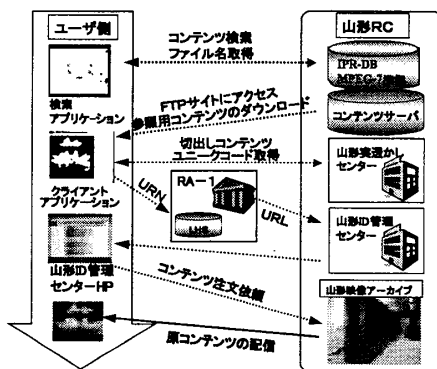 ユーザ側
山形RC
コンテンツ検索
ファイル名取得
IPR-DB
MPEG-7
検索
アプリケーション
FTPサイトにアクセス
参照用コンテンツのダウンロード
コンテンツサーバ
切出しコンテンツ
ユニークコード取得
山形電透かし
センター
クライアント
アプリケーション
URN
RA-1
LHS
URL
山形ID管理
センター
山形ID管理
センターHP
コンテンツ注文依頼
山形映像アーカイブ
原コンテンツの配信